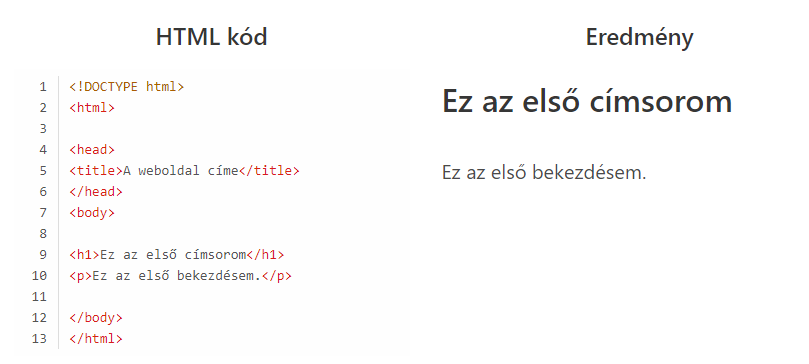 HTML kód
1 <!DOCTYPE html>
2 <html>
3
4 <head>
5 <title>A weboldal címe</title>
6 </head>
7 <body>
8
9 <h1>Ez az első címsorom</h1>
10 <p>Ez az első bekezdésem.</p>
11
12 </body>
13 </html>
Eredmény
Ez az első címsorom
Ez az első bekezdésem.